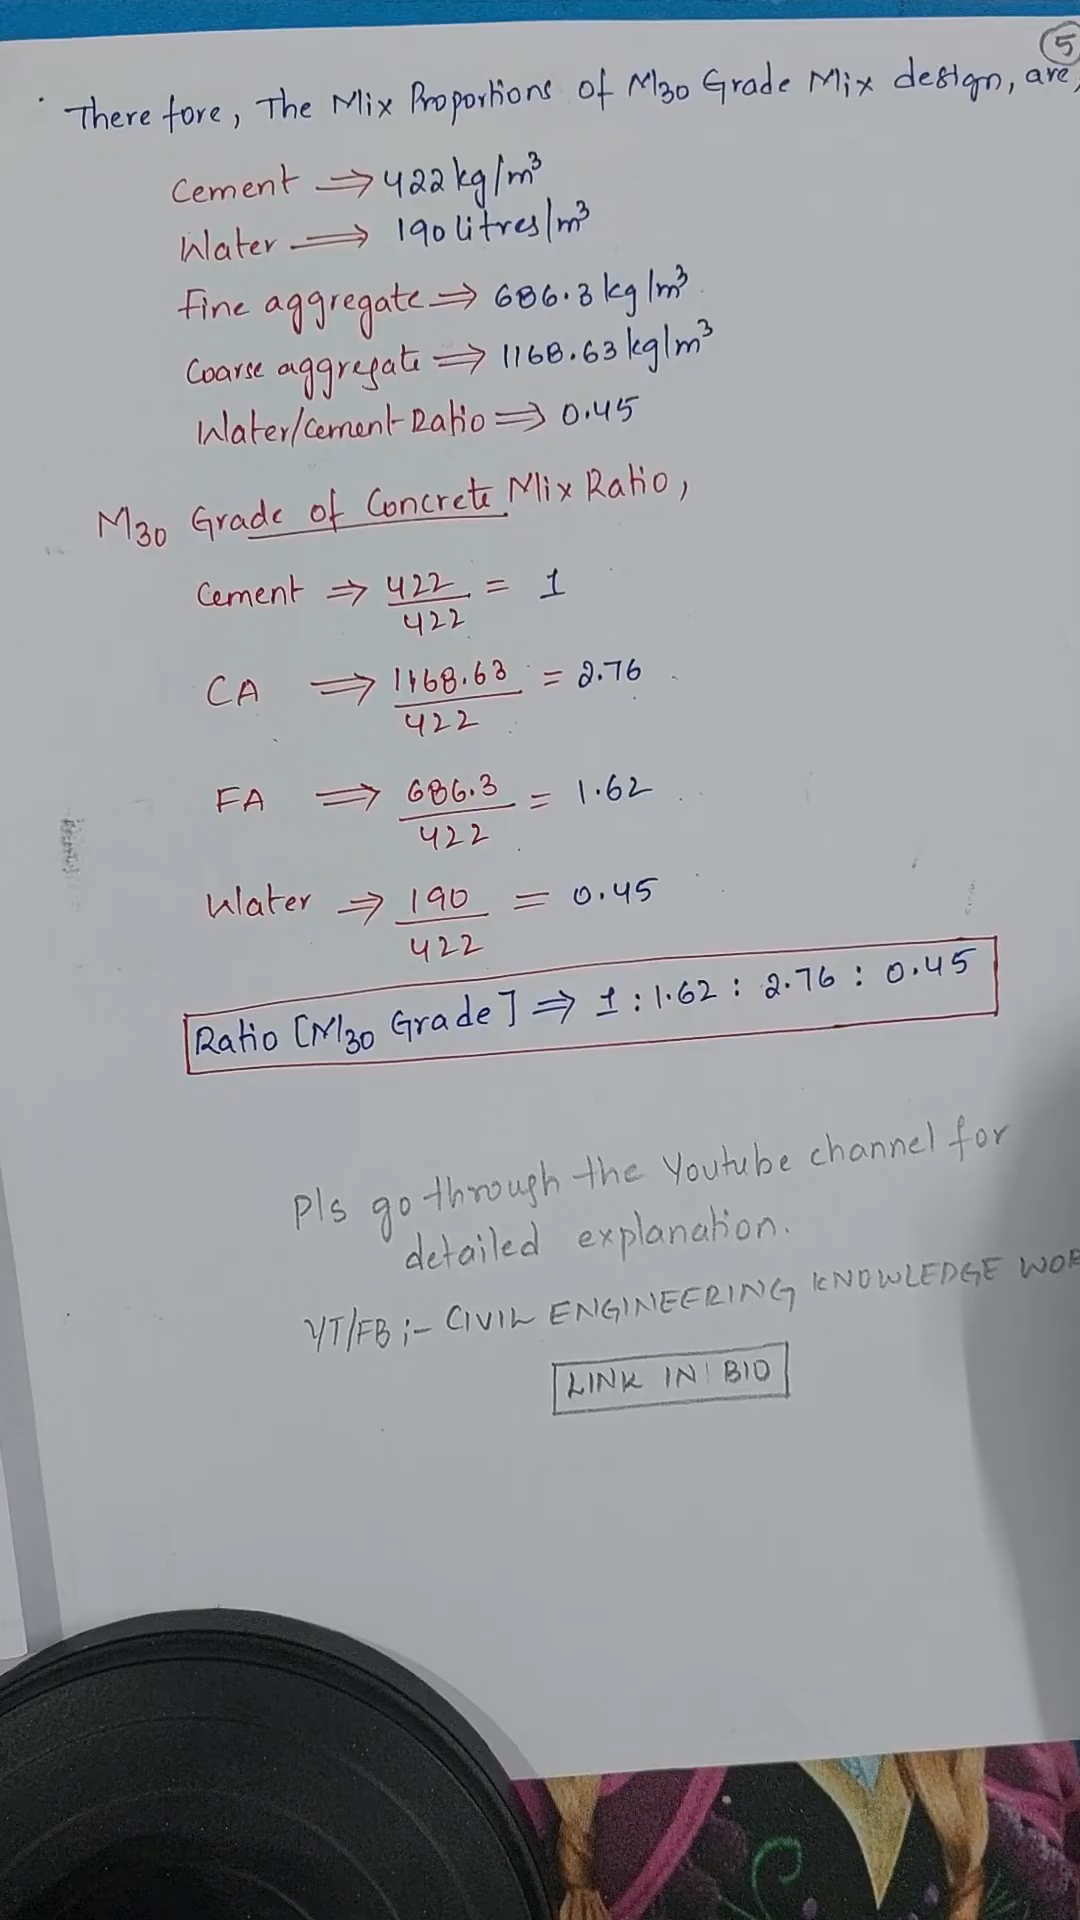 5
Therefore, The Mix Proportions of M30 Grade Mix design, are,
Cement ⇒ 422 kg/m³
Water ⇒ 190 litres/m³
Fine aggregate ⇒ 686.3 kg/m³
Coarse aggregate ⇒ 1168.63 kg/m³
Water/Cement Ratio ⇒ 0.45
M30 Grade of Concrete Mix Ratio,
Cement ⇒ 422/422 = 1
CA ⇒ 1168.63/422 = 2.76
FA ⇒ 686.3/422 = 1.62
Water ⇒ 190/422 = 0.45
Ratio [M30 Grade] ⇒ 1 : 1.62 : 2.76 : 0.45
Pls go through the Youtube channel for
detailed explanation.
YT/FB :- CIVIL ENGINEERING KNOWLEDGE WOR
LINK IN BIO